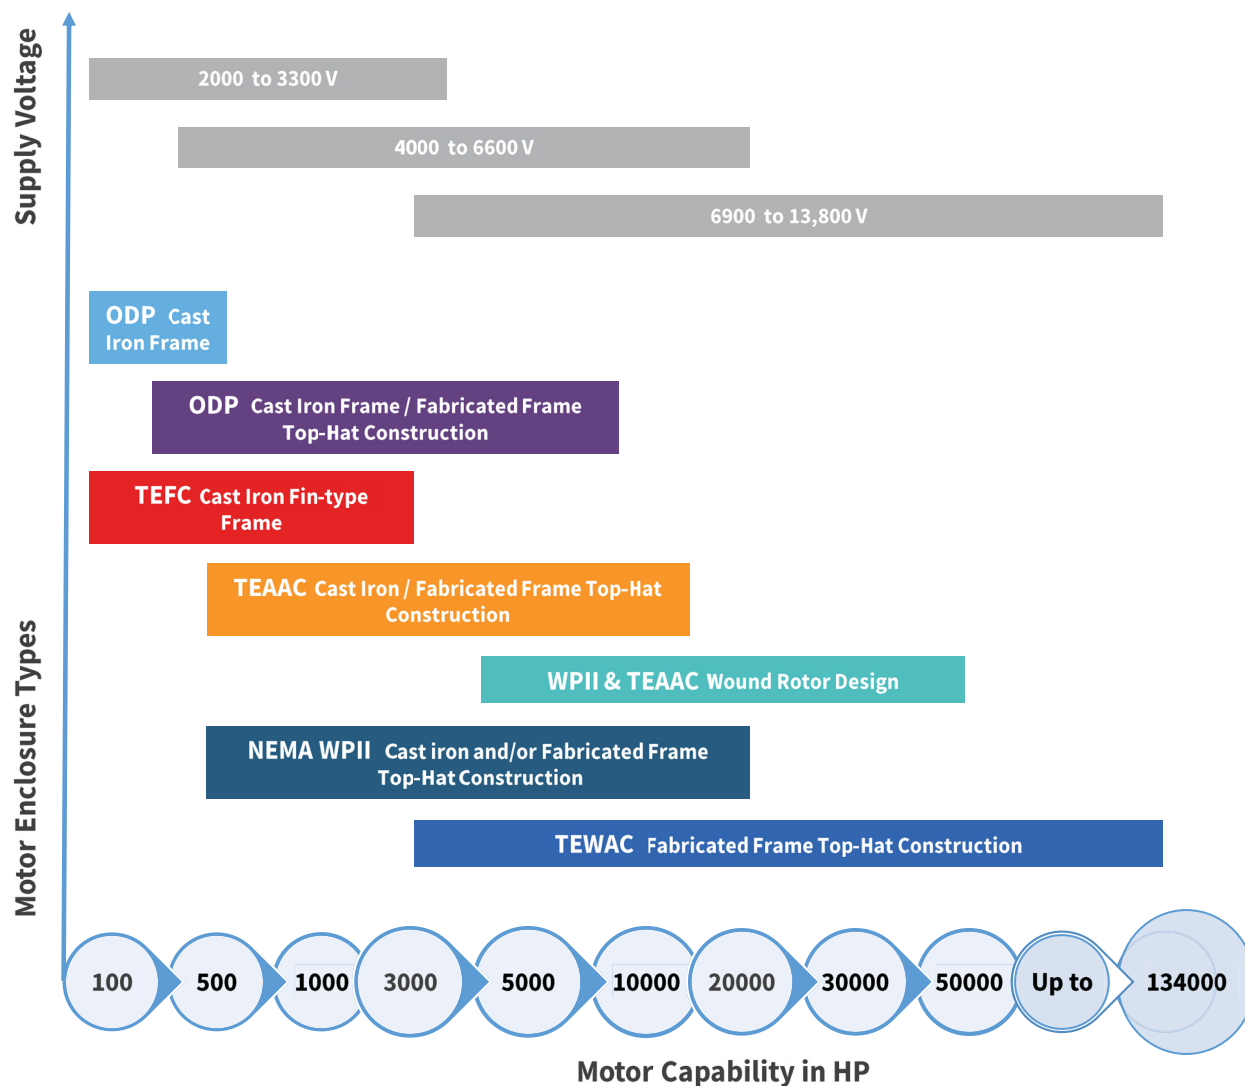 Supply Voltage
2000 to 3300 V
4000 to 6600 V
6900 to 13,800 V
Motor Enclosure Types
ODP Cast
Iron Frame
ODP Cast Iron Frame / Fabricated Frame
Top-Hat Construction
TEFC Cast Iron Fin-type
Frame
TEAAC Cast Iron / Fabricated Frame Top-Hat
Construction
WPII & TEAAC Wound Rotor Design
NEMA WPII Cast iron and/or Fabricated Frame
Top-Hat Construction
TEWAC Fabricated Frame Top-Hat Construction
100 500 1000 3000 5000 10000 20000 30000 50000 Up to 134000
Motor Capability in HP